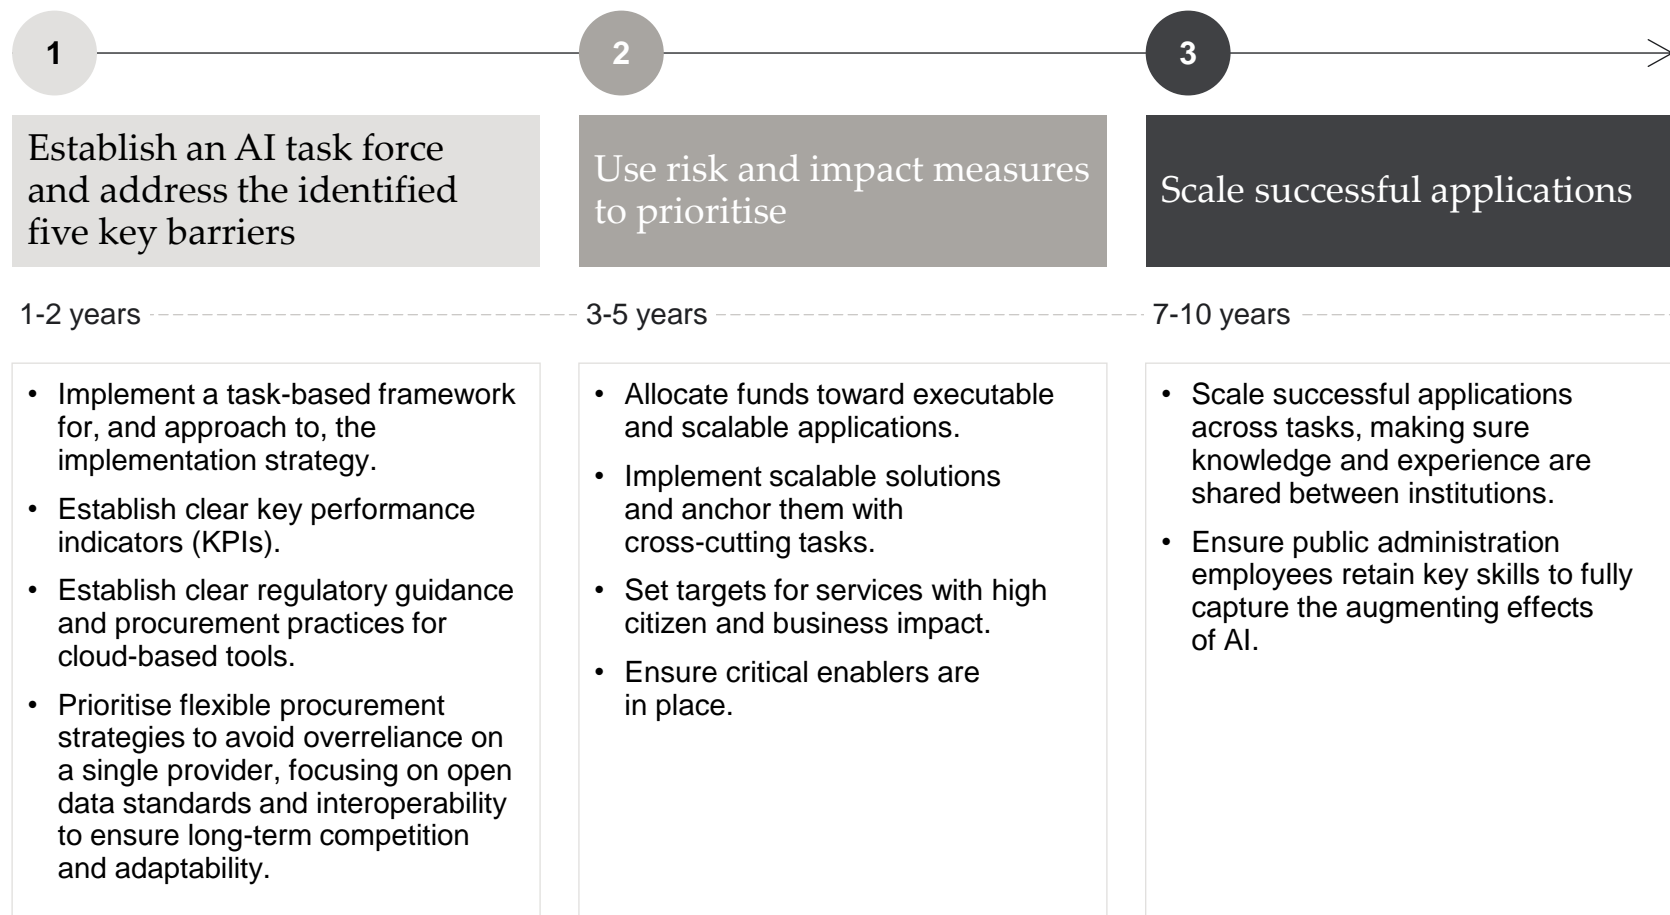 1
2
3
Establish an AI task force
and address the identified
five key barriers
Use risk and impact measures
to prioritise
Scale successful applications
1-2 years
3-5 years
7-10 years
• Implement a task-based framework
for, and approach to, the
implementation strategy.
• Establish clear key performance
indicators (KPIs).
• Establish clear regulatory guidance
and procurement practices for
cloud-based tools.
• Prioritise flexible procurement
strategies to avoid overreliance on
a single provider, focusing on open
data standards and interoperability
to ensure long-term competition
and adaptability.
• Allocate funds toward executable
and scalable applications.
• Implement scalable solutions
and anchor them with
cross-cutting tasks.
• Set targets for services with high
citizen and business impact.
• Ensure critical enablers are
in place.
• Scale successful applications
across tasks, making sure
knowledge and experience are
shared between institutions.
• Ensure public administration
employees retain key skills to fully
capture the augmenting effects
of AI.